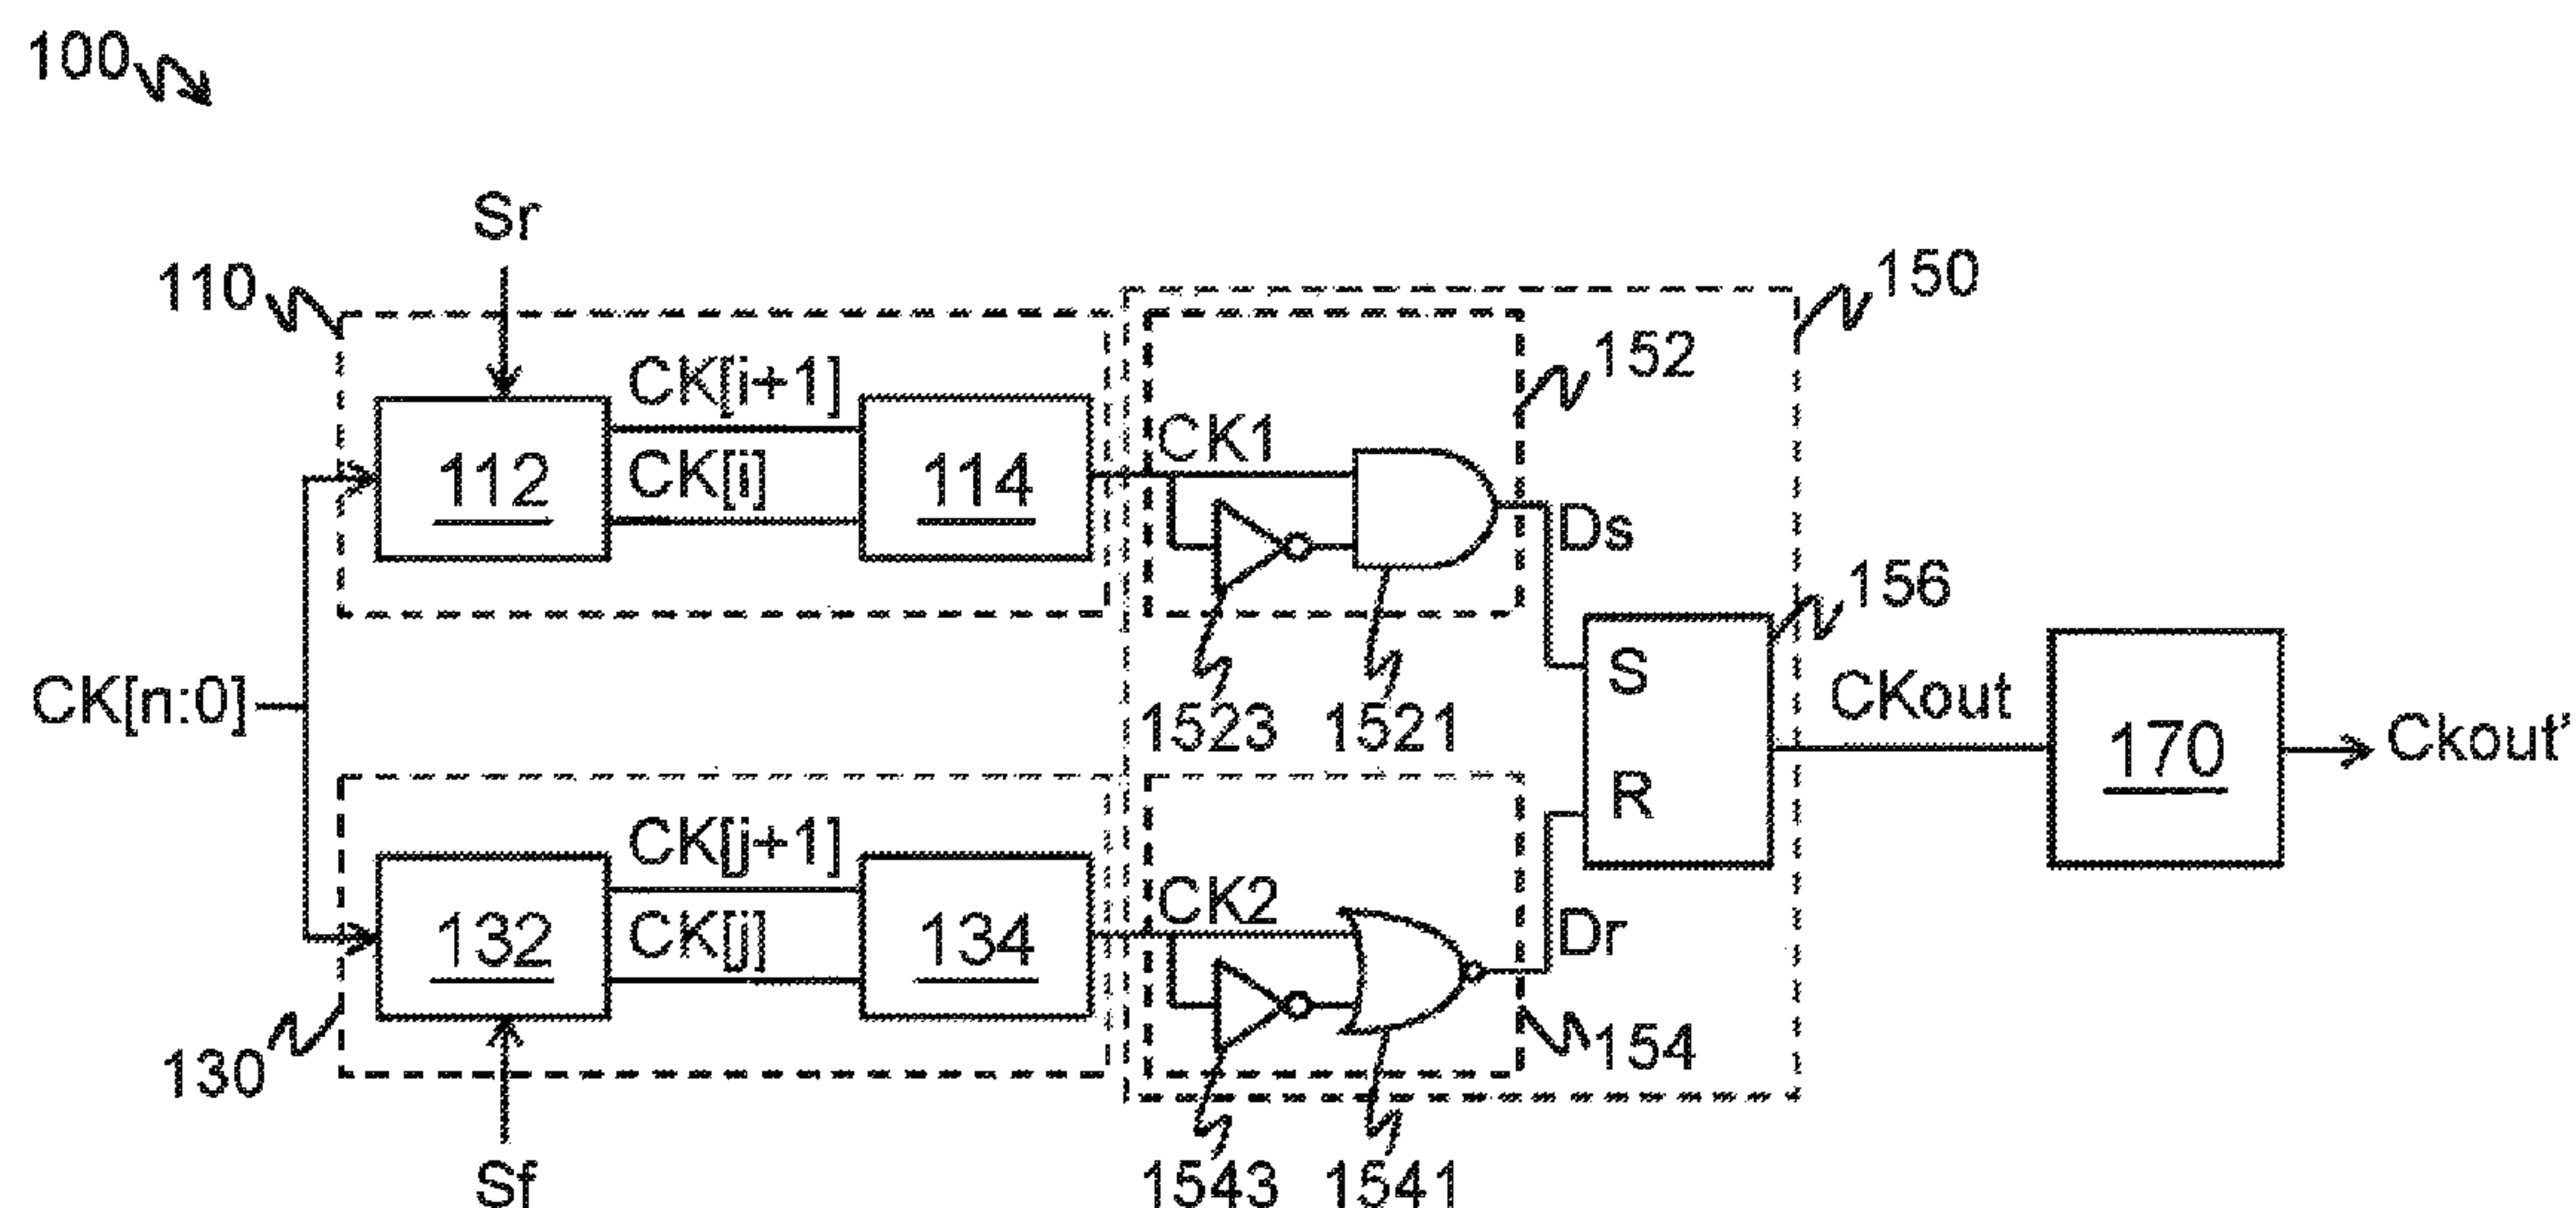 100
Sr
110
150
152
CK[i+1]
CK[i]
112
114
CK1
Ds
156
1523
1521
S
R
CK[n:0]
CKout
170
Ckout'
CK[j+1]
CK[j]
132
134
CK2
Dr
130
154
Sf
1543
1541